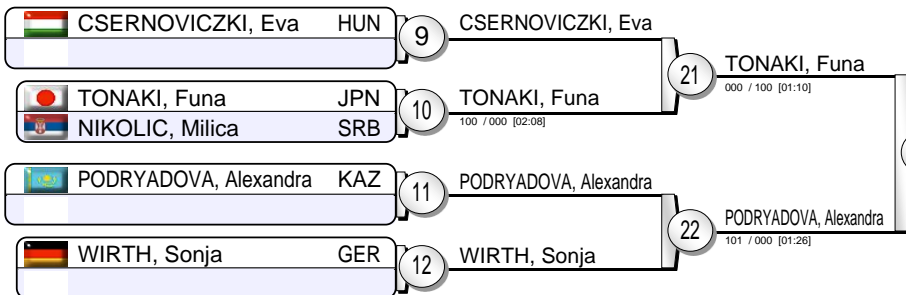 CSERNOVICZKI, Eva HUN
9
CSERNOVICZKI, Eva
21
TONAKI, Funa
000 / 100 [01:10]
TONAKI, Funa JPN
NIKOLIC, Milica SRB
10
TONAKI, Funa
100 / 000 [02:08]
PODRYADOVA, Alexandra KAZ
11
PODRYADOVA, Alexandra
22
PODRYADOVA, Alexandra
101 / 000 [01:26]
WIRTH, Sonja GER
12
WIRTH, Sonja